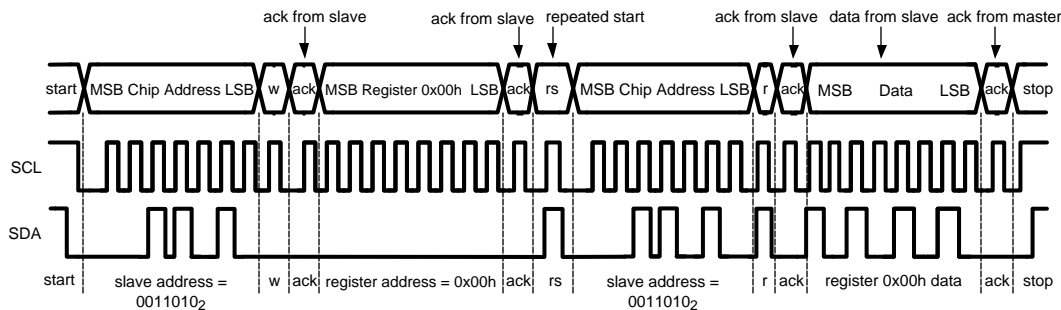 ack from slave
ack from slave
repeated start
ack from slave
data from slave
ack from master
start
MSB Chip Address LSB
w
ack
MSB Register 0x00h LSB
ack
rs
MSB Chip Address LSB
r
ack
MSB Data LSB
ack
stop
SCL
SDA
start
slave address =
0011010₂
w
ack
register address = 0x00h
ack
rs
slave address =
0011010₂
r
ack
register 0x00h data
ack
stop